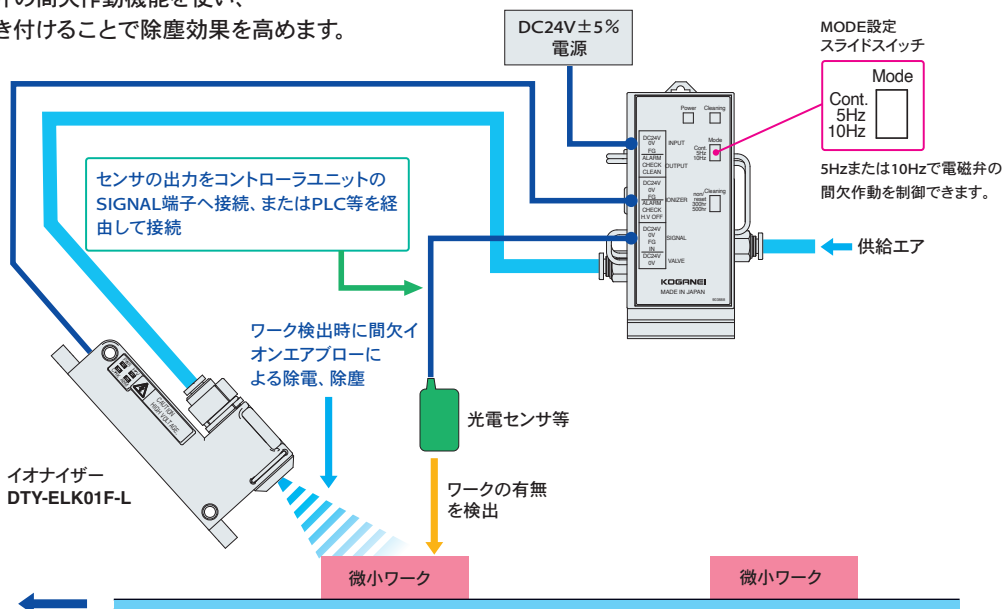 の間欠作動機能を使い、
き付けることで除塵効果を高めます。
DC24V±5%
電源
MODE設定
スライドスイッチ
Mode
Cont.
5Hz
10Hz
5Hzまたは10Hzで電磁弁の
間欠作動を制御できます。
Power Cleaning
DC24V
0V
FG
INPUT
ALARM
CHECK
CLEAN
OUTPUT
Mode
Cont.
5Hz
10Hz
DC24V
0V
FG
ALARM
CHECK
H.V OFF
IONIZER
Cleaning
non/
reset
300hr
500hr
DC24V
0V
FG
IN
SIGNAL
DC24V
0V
VALVE
KOGANEI
MADE IN JAPAN
供給エア
センサの出力をコントローラユニットの
SIGNAL端子へ接続、またはPLC等を経
由して接続
ワーク検出時に間欠イ
オンエアブローに
よる除電、除塵
光電センサ等
CAUTION
HIGH VOLTAGE
イオナイザー
DTY-ELK01F-L
ワークの有無
を検出
微小ワーク
微小ワーク